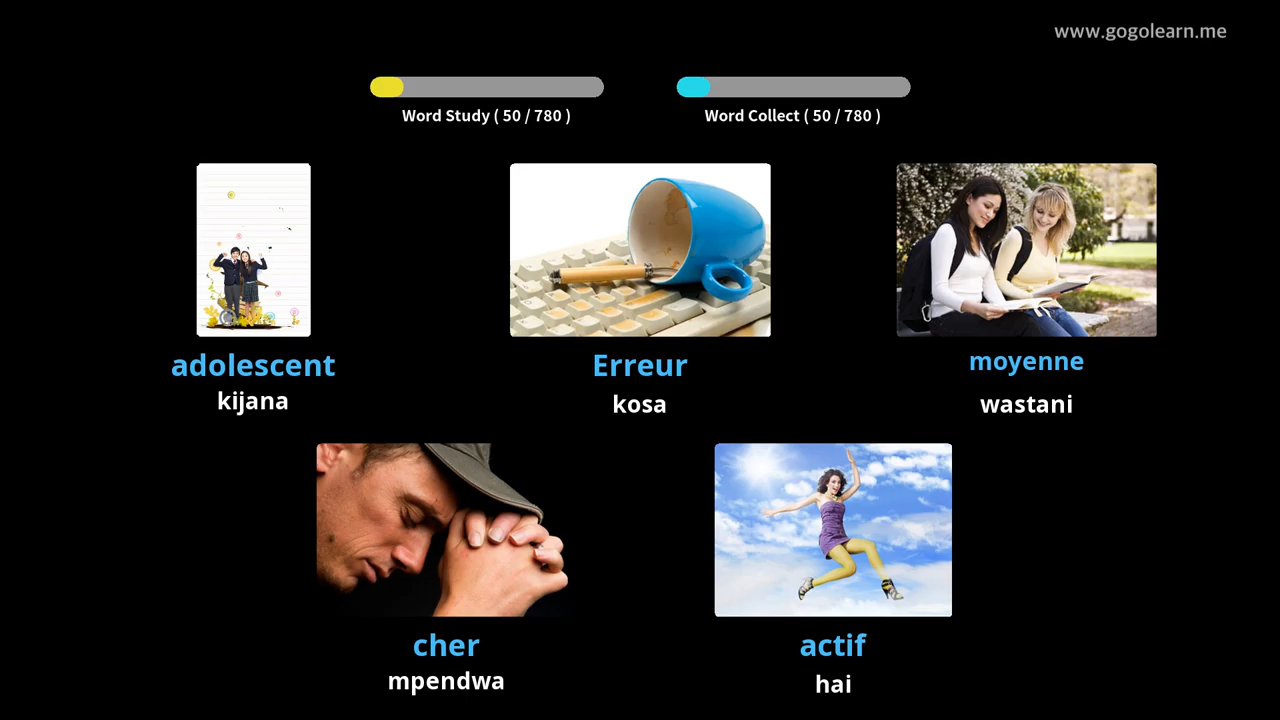 www.gogolearn.me
Word Study ( 50 / 780 )
Word Collect ( 50 / 780 )
adolescent
kijana
Erreur
kosa
moyenne
wastani
cher
mpendwa
actif
hai